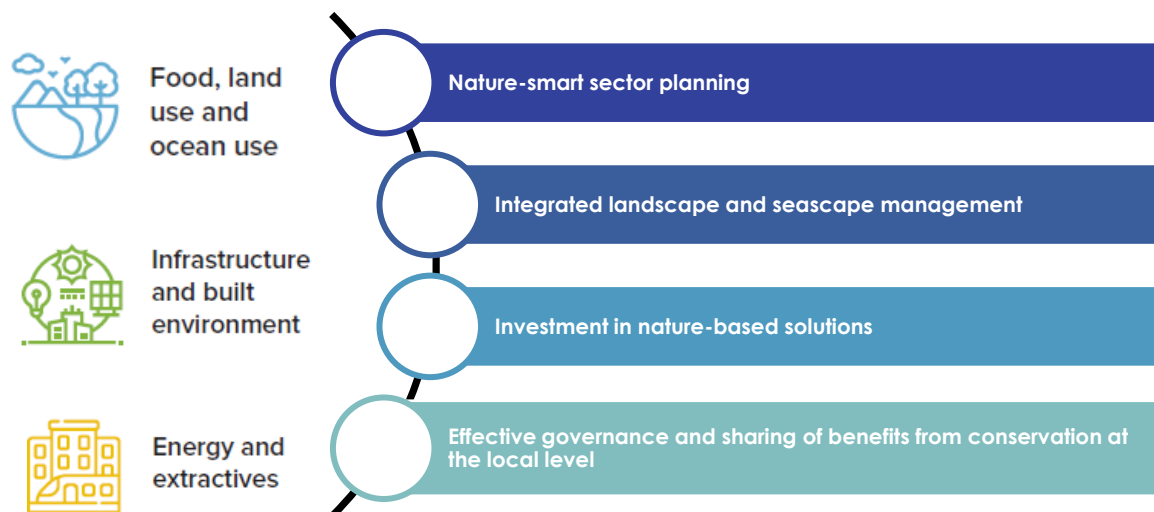 Food, land
use and
ocean use
Infrastructure
and built
environment
Energy and
extractives
Nature-smart sector planning
Integrated landscape and seascape management
Investment in nature-based solutions
Effective governance and sharing of benefits from conservation at
the local level